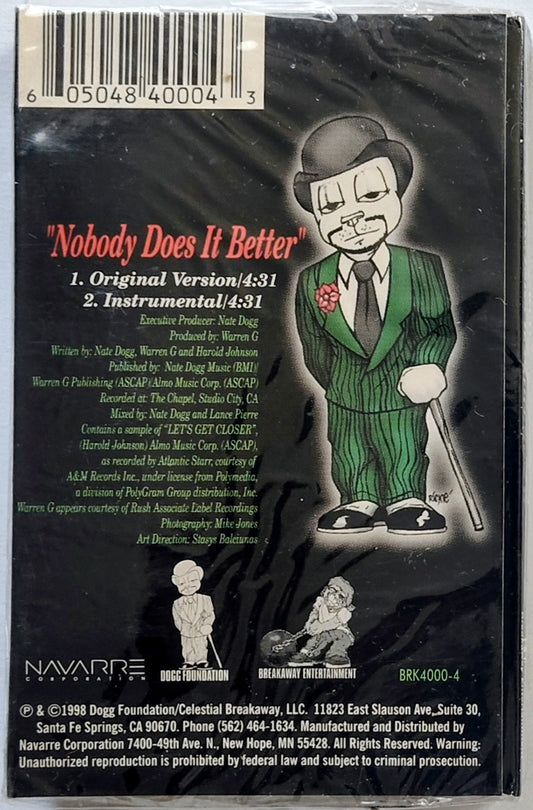 6 05048 40004 3
"Nobody Does It Better"
1. Original Version/4:31
2. Instrumental/4:31
Executive Producer: Nate Dogg
Produced by: Warren G
Written by: Nate Dogg, Warren G and Harold Johnson
Published by: Nate Dogg Music (BMI)/
Warren G Publishing (ASCAP)/Almo Music Corp. (ASCAP)
Recorded at: The Chapel, Studio City, CA
Mixed by: Nate Dogg and Lance Pierre
Contains a sample of "LET'S GET CLOSER",
(Harold Johnson) Almo Music Corp. (ASCAP),
as recorded by Atlantic Starr, courtesy of
A&M Records Inc., under license from Polymedia,
a division of PolyGram Group distribution, Inc.
Warren G appears courtesy of Rush Associate Label Recordings
Photography: Mike Jones
Art Direction: Stasys Balciunas
NAVARRE
CORPORATION
DOGG FOUNDATION
BREAKAWAY ENTERTAINMENT
BRK4000-4
℗ & ©1998 Dogg Foundation/Celestial Breakaway, LLC. 11823 East Slauson Ave., Suite 30,
Santa Fe Springs, CA 90670. Phone (562) 464-1634. Manufactured and Distributed by
Navarre Corporation 7400-49th Ave. N., New Hope, MN 55428. All Rights Reserved. Warning:
Unauthorized reproduction is prohibited by federal law and subject to criminal prosecution.